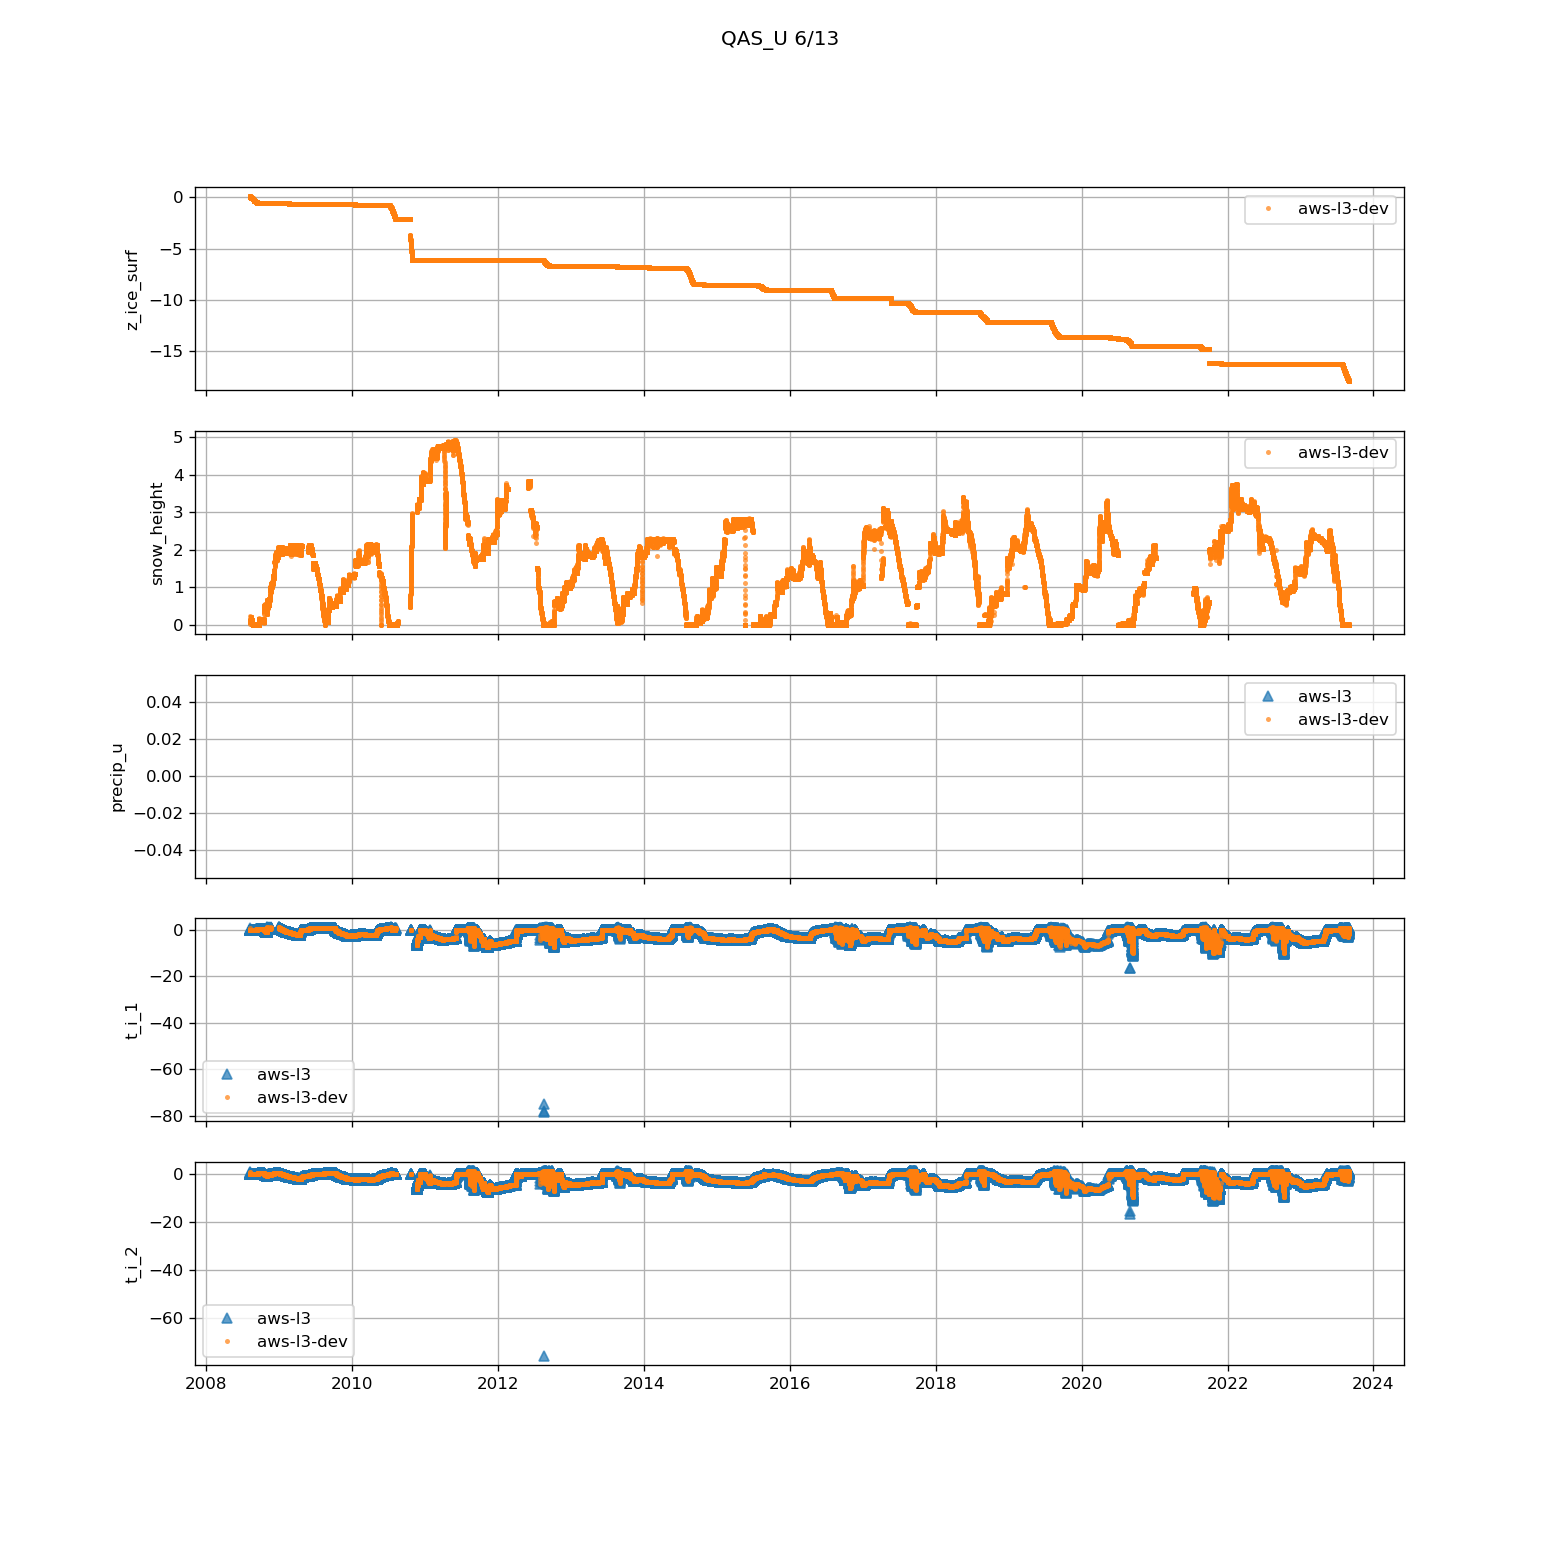 QAS_U 6/13
0
−5
−10
−15
z_ice_surf
aws-l3-dev
5
4
3
2
1
0
snow_height
aws-l3-dev
0.04
0.02
0.00
−0.02
−0.04
precip_u
aws-l3
aws-l3-dev
0
−20
−40
−60
−80
t_i_1
aws-l3
aws-l3-dev
0
−20
−40
−60
t_i_2
aws-l3
aws-l3-dev
2008 2010 2012 2014 2016 2018 2020 2022 2024